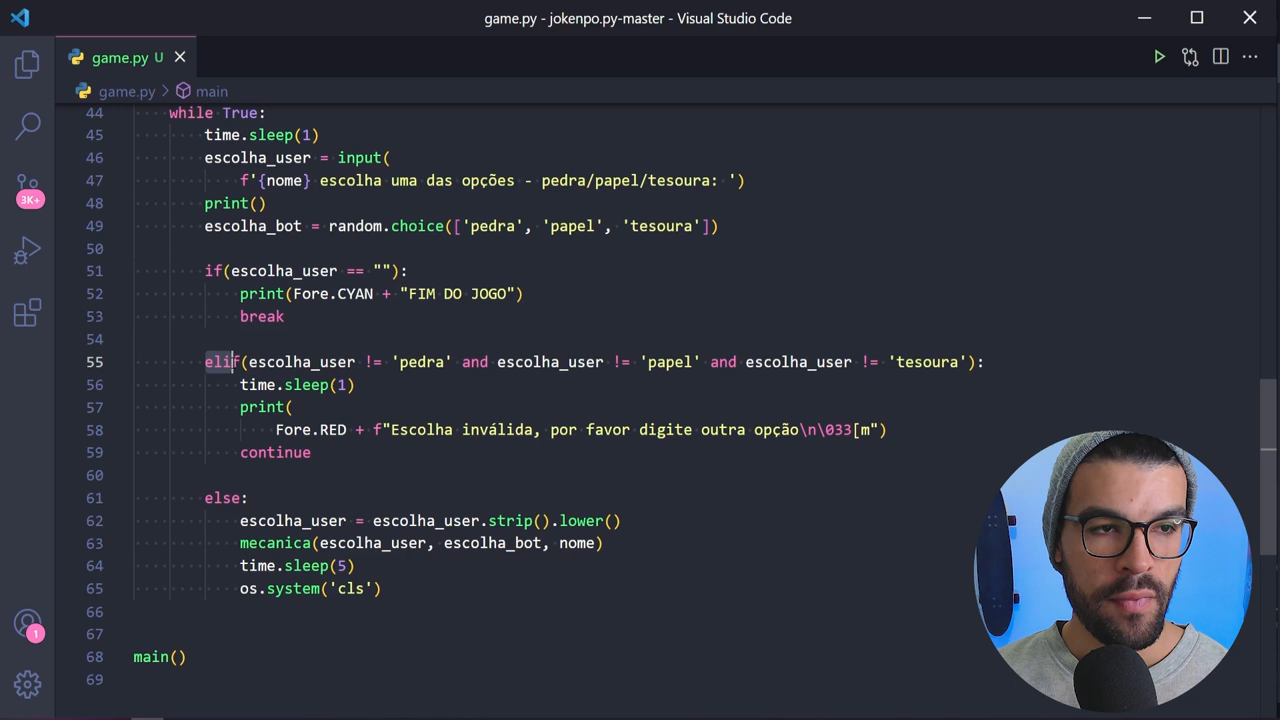 game.py - jokenpo.py-master - Visual Studio Code
game.py U
game.py > main
44 while True:
45 time.sleep(1)
46 escolha_user = input(
47 f'{nome} escolha uma das opções - pedra/papel/tesoura: ')
48 print()
49 escolha_bot = random.choice(['pedra', 'papel', 'tesoura'])
50
51 if(escolha_user == ""):
52 print(Fore.CYAN + "FIM DO JOGO")
53 break
54
55 elif(escolha_user != 'pedra' and escolha_user != 'papel' and escolha_user != 'tesoura'):
56 time.sleep(1)
57 print(
58 Fore.RED + f"Escolha inválida, por favor digite outra opção\n\033[m")
59 continue
60
61 else:
62 escolha_user = escolha_user.strip().lower()
63 mecanica(escolha_user, escolha_bot, nome)
64 time.sleep(5)
65 os.system('cls')
66
67
68 main()
69
3K+
1